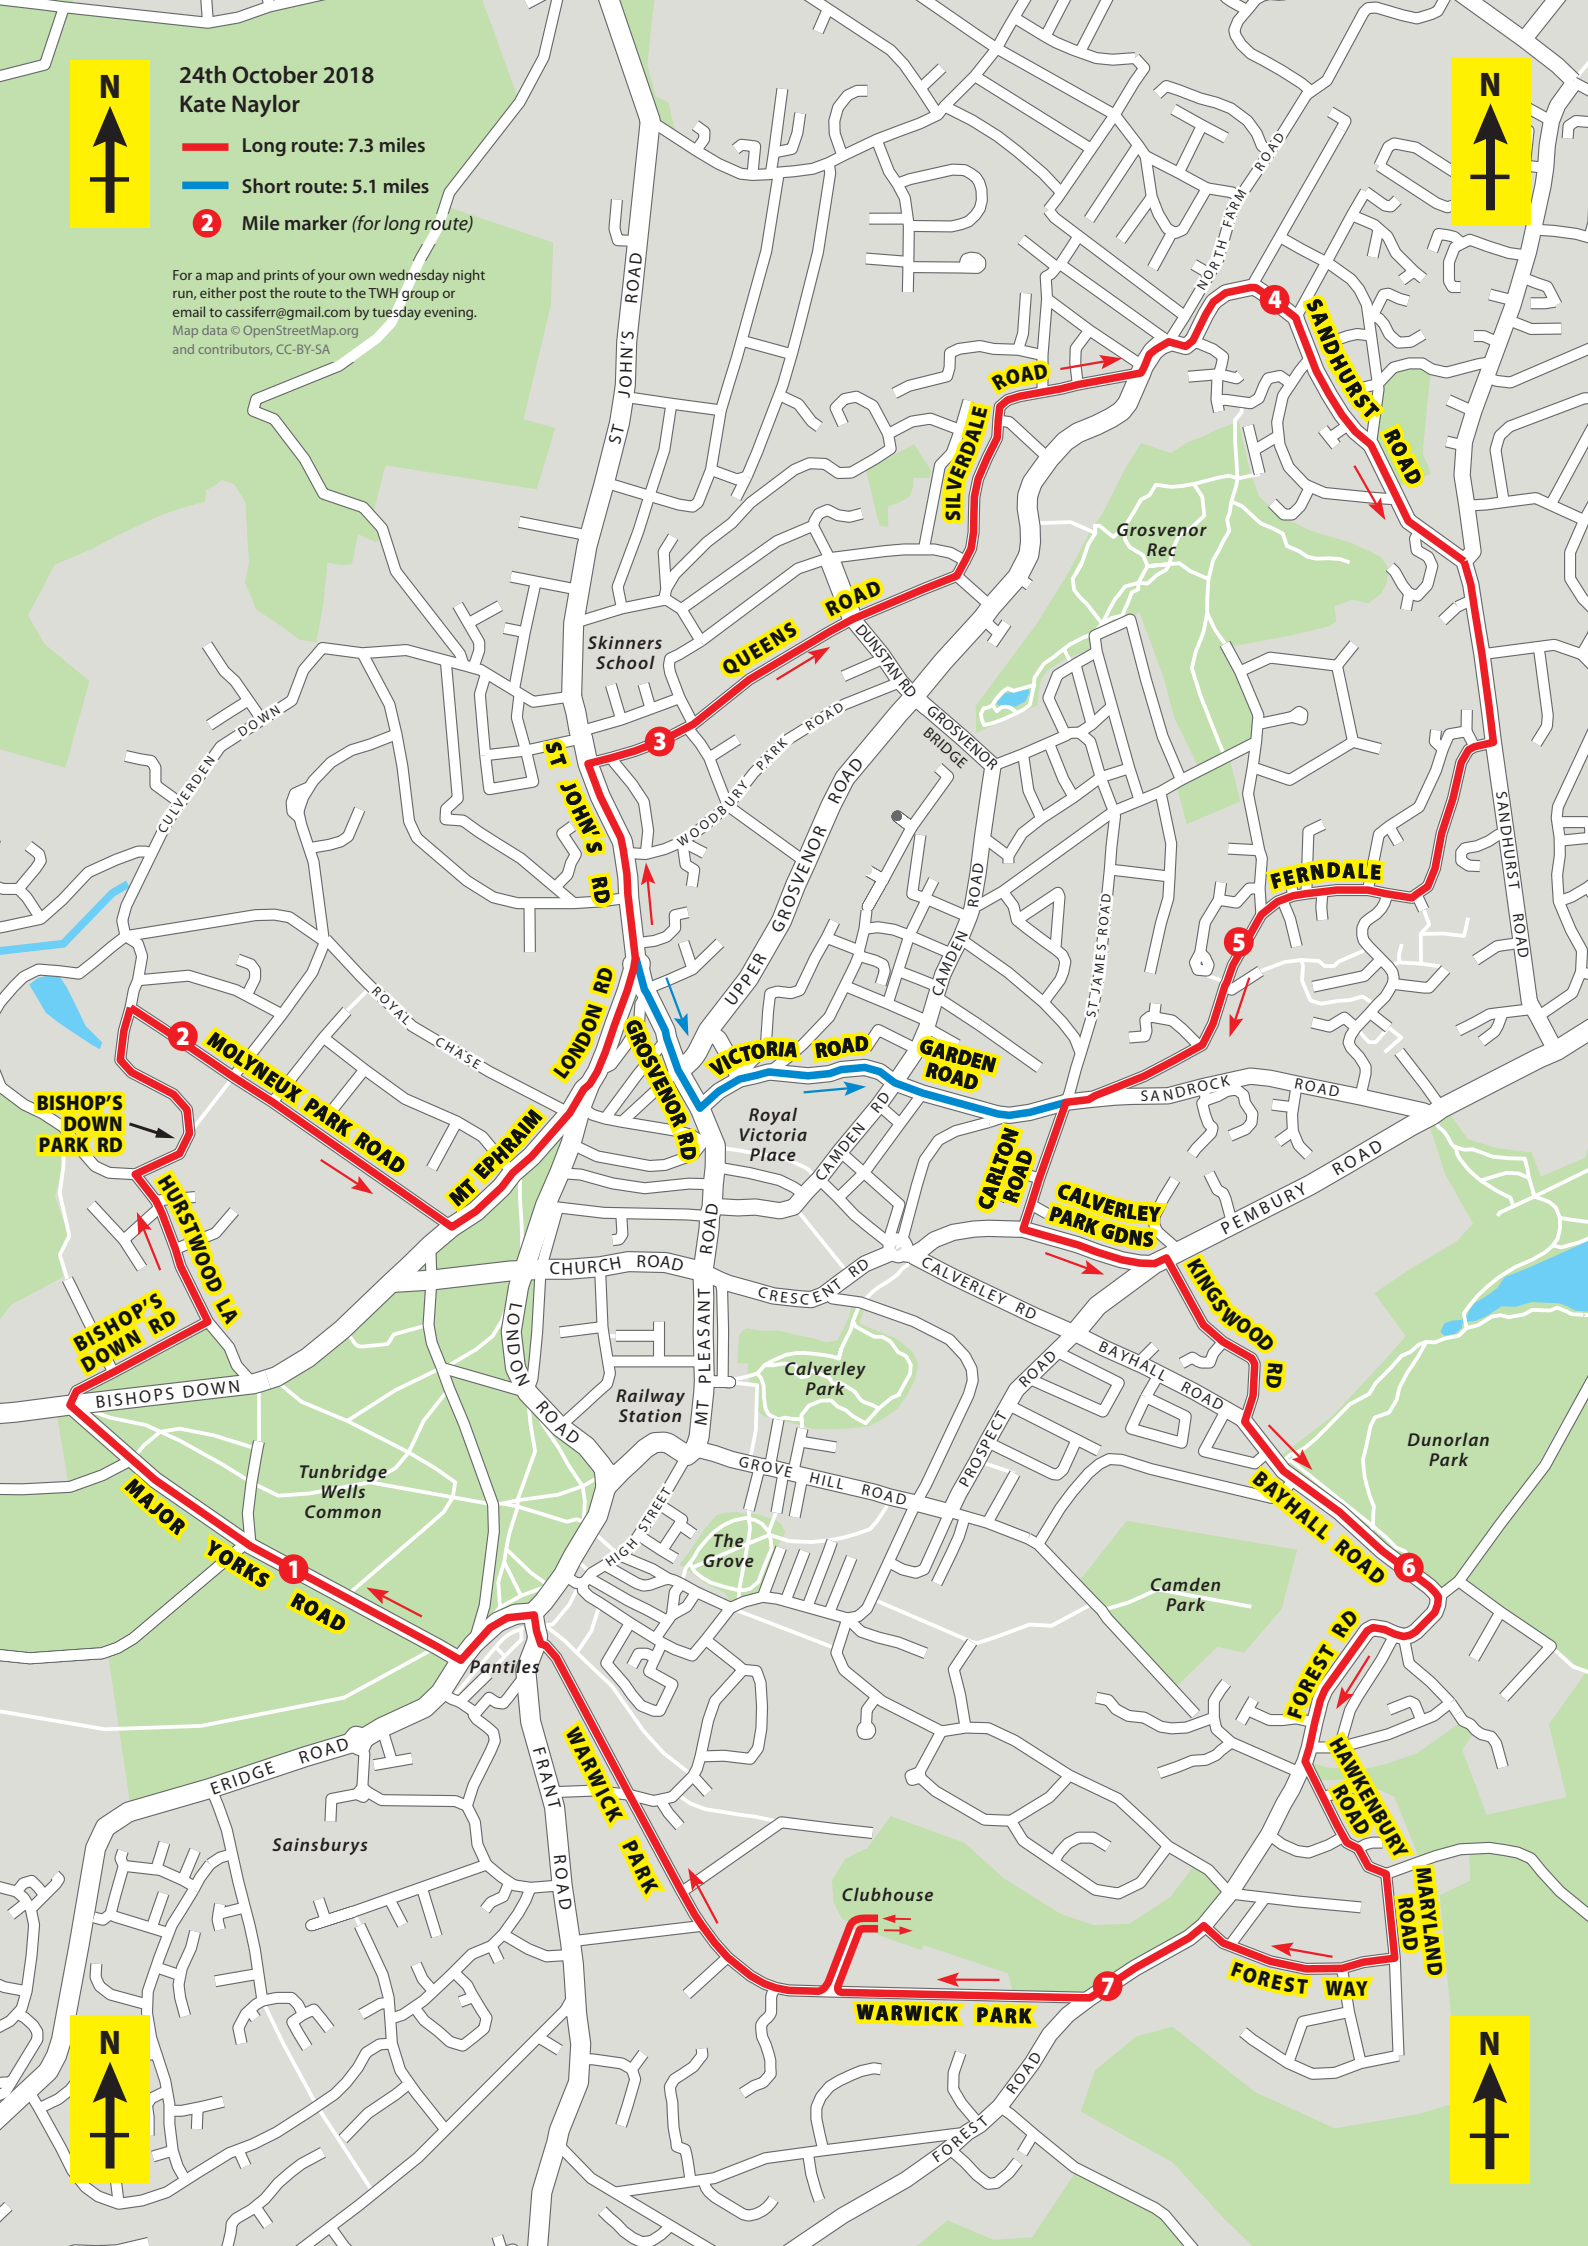 N
24th October 2018
Kate Naylor
Long route: 7.3 miles
Short route: 5.1 miles
2
Mile marker (for long route)
For a map and prints of your own wednesday night
run, either post the route to the TWH group or
email to cassiferr@gmail.com by tuesday evening.
Map data © OpenStreetMap.org
and contributors, CC-BY-SA
N
NORTH FARM ROAD
ST JOHN'S ROAD
4
SANDHURST ROAD
SILVERDALE ROAD
Grosvenor
Rec
QUEENS ROAD
Skinners
School
DUNSTAN RD
GROSVENOR
BRIDGE
CULVERDEN DOWN
3
WOODBURY PARK ROAD
ST JOHN'S RD
UPPER GROSVENOR ROAD
SANDHURST ROAD
FERNDALE
5
CAMDEN ROAD
ST JAMES ROAD
ROYAL CHASE
LONDON RD
GROSVENOR RD
2
MOLYNEUX PARK ROAD
VICTORIA ROAD
GARDEN
ROAD
SANDROCK ROAD
BISHOP'S
DOWN
PARK RD
Royal
Victoria
Place
CAMDEN RD
MT EPHRAIM
CARLTON
ROAD
PEMBURY ROAD
HURSTWOOD LA
CALVERLEY
PARK GDNS
CHURCH ROAD
CRESCENT RD
CALVERLEY RD
KINGSWOOD RD
BISHOP'S
DOWN RD
BISHOPS DOWN
LONDON ROAD
MT PLEASANT ROAD
Calverley
Park
Railway
Station
PROSPECT ROAD
BAYHALL ROAD
Dunorlan
Park
Tunbridge
Wells
Common
GROVE HILL ROAD
HIGH STREET
The
Grove
BAYHALL ROAD
MAJOR YORKS ROAD
1
6
Camden
Park
FOREST RD
Pantiles
WARWICK PARK
FRANT ROAD
ERIDGE ROAD
HAWKENBURY
ROAD
Sainsburys
Clubhouse
MARYLAND
ROAD
FOREST WAY
7
WARWICK PARK
FOREST ROAD
N
N